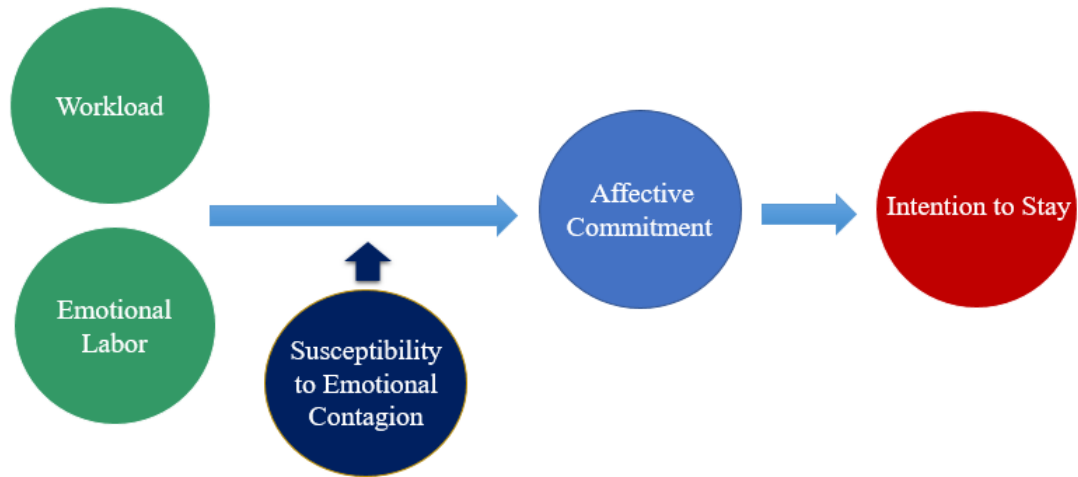 Workload
Emotional
Labor
Susceptibility
to Emotional
Contagion
Affective
Commitment
Intention to Stay